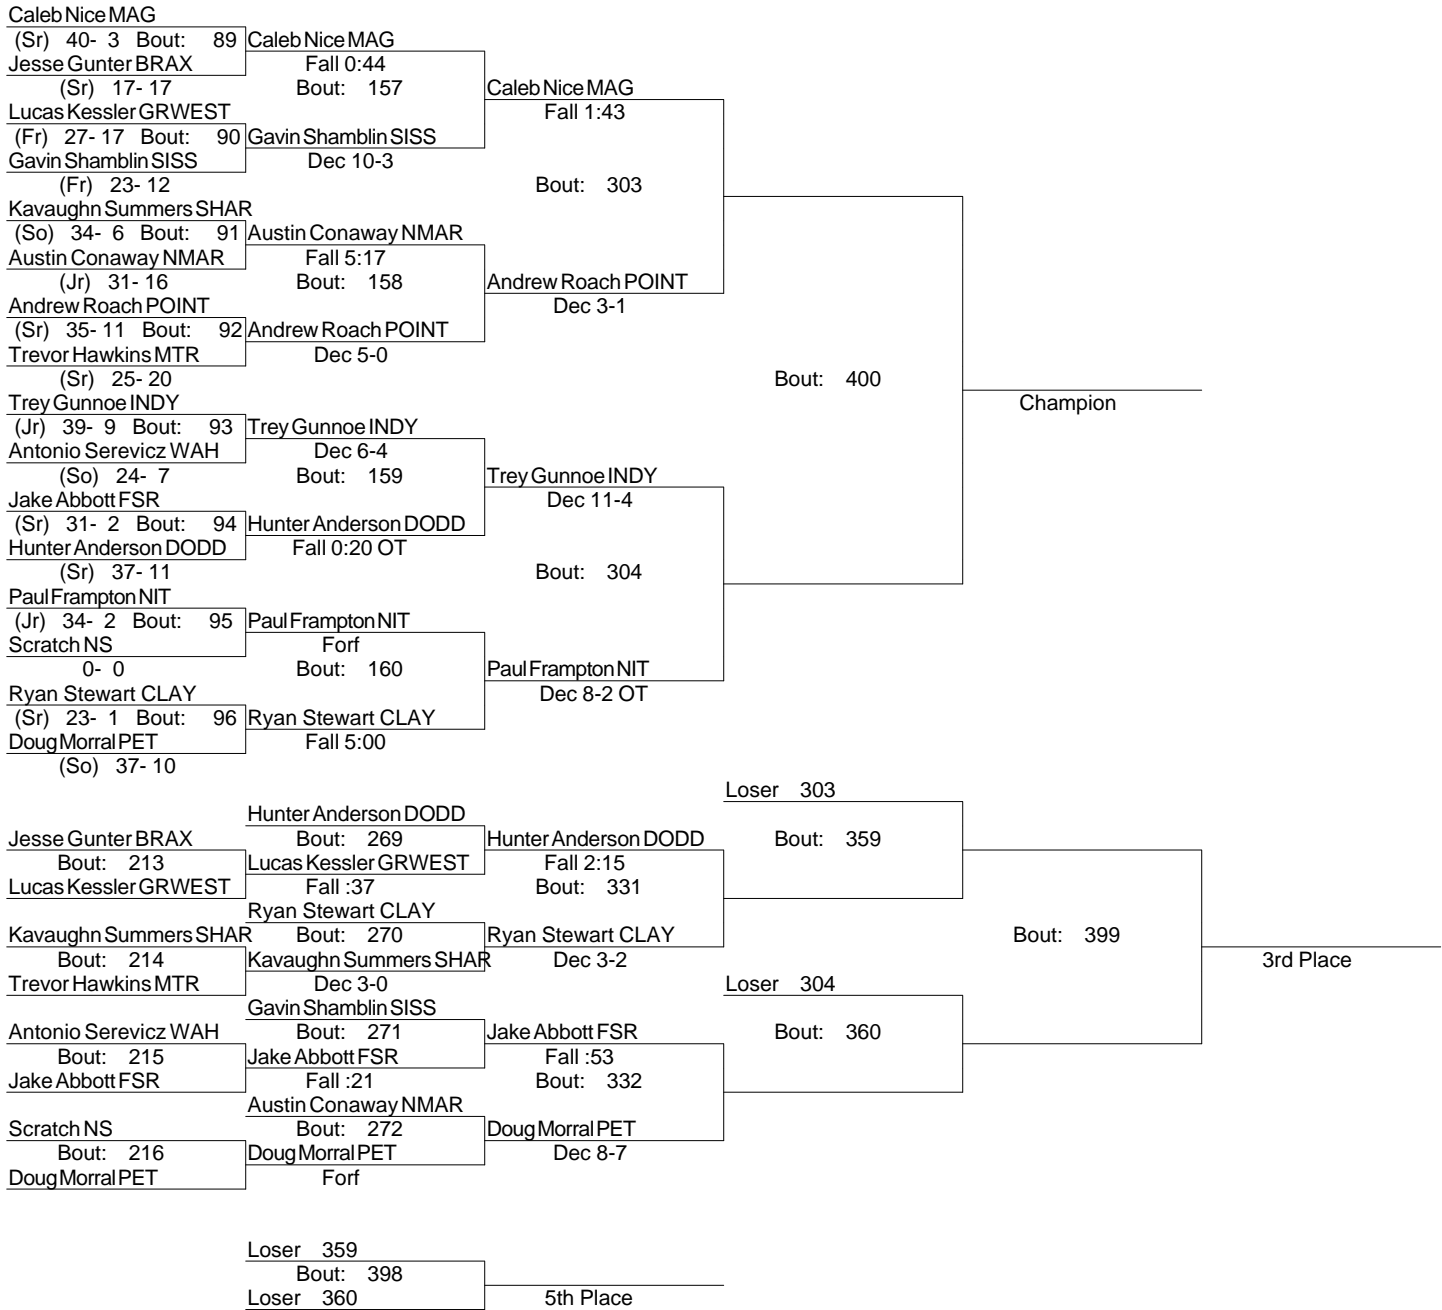 Caleb Nice MAG
(Sr) 40- 3 Bout: 89 Caleb Nice MAG
Jesse Gunter BRAX Fall 0:44
(Sr) 17- 17 Bout: 157 Caleb Nice MAG
Lucas Kessler GRWEST Fall 1:43
(Fr) 27- 17 Bout: 90 Gavin Shamblin SISS
Gavin Shamblin SISS Dec 10-3
(Fr) 23- 12 Bout: 303
Kavaughn Summers SHAR
(So) 34- 6 Bout: 91 Austin Conaway NMAR
Austin Conaway NMAR Fall 5:17
(Jr) 31- 16 Bout: 158 Andrew Roach POINT
Andrew Roach POINT Dec 3-1
(Sr) 35- 11 Bout: 92 Andrew Roach POINT
Trevor Hawkins MTR Dec 5-0
(Sr) 25- 20 Bout: 400
Trey Gunnoe INDY Champion
(Jr) 39- 9 Bout: 93 Trey Gunnoe INDY
Antonio Serevicz WAH Dec 6-4
(So) 24- 7 Bout: 159 Trey Gunnoe INDY
Jake Abbott FSR Dec 11-4
(Sr) 31- 2 Bout: 94 Hunter Anderson DODD
Hunter Anderson DODD Fall 0:20 OT
(Sr) 37- 11 Bout: 304
Paul Frampton NIT
(Jr) 34- 2 Bout: 95 Paul Frampton NIT
Scratch NS Forf
0- 0 Bout: 160 Paul Frampton NIT
Ryan Stewart CLAY Dec 8-2 OT
(Sr) 23- 1 Bout: 96 Ryan Stewart CLAY
Doug Morral PET Fall 5:00
(So) 37- 10
Loser 303
Hunter Anderson DODD
Jesse Gunter BRAX Bout: 269 Hunter Anderson DODD Bout: 359
Bout: 213 Lucas Kessler GRWEST Fall 2:15
Lucas Kessler GRWEST Fall :37 Bout: 331
Ryan Stewart CLAY
Kavaughn Summers SHAR Bout: 270 Ryan Stewart CLAY Bout: 399
Bout: 214 Kavaughn Summers SHAR Dec 3-2 3rd Place
Trevor Hawkins MTR Dec 3-0 Loser 304
Gavin Shamblin SISS
Antonio Serevicz WAH Bout: 271 Jake Abbott FSR Bout: 360
Bout: 215 Jake Abbott FSR Fall :53
Jake Abbott FSR Fall :21 Bout: 332
Austin Conaway NMAR
Scratch NS Bout: 272 Doug Morral PET
Bout: 216 Doug Morral PET Dec 8-7
Doug Morral PET Forf
Loser 359
Bout: 398
Loser 360 5th Place